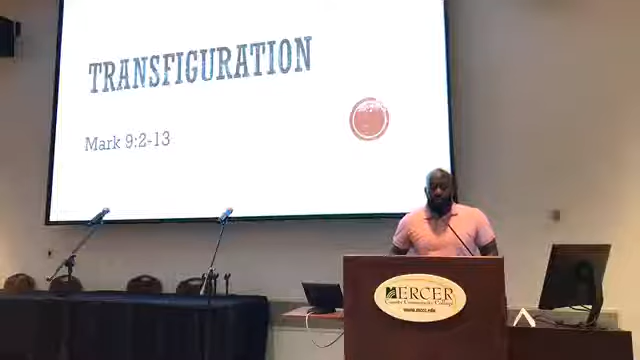 TRANSFIGURATION
Mark 9:2-13
MERCER
County Community College
www.mccc.edu